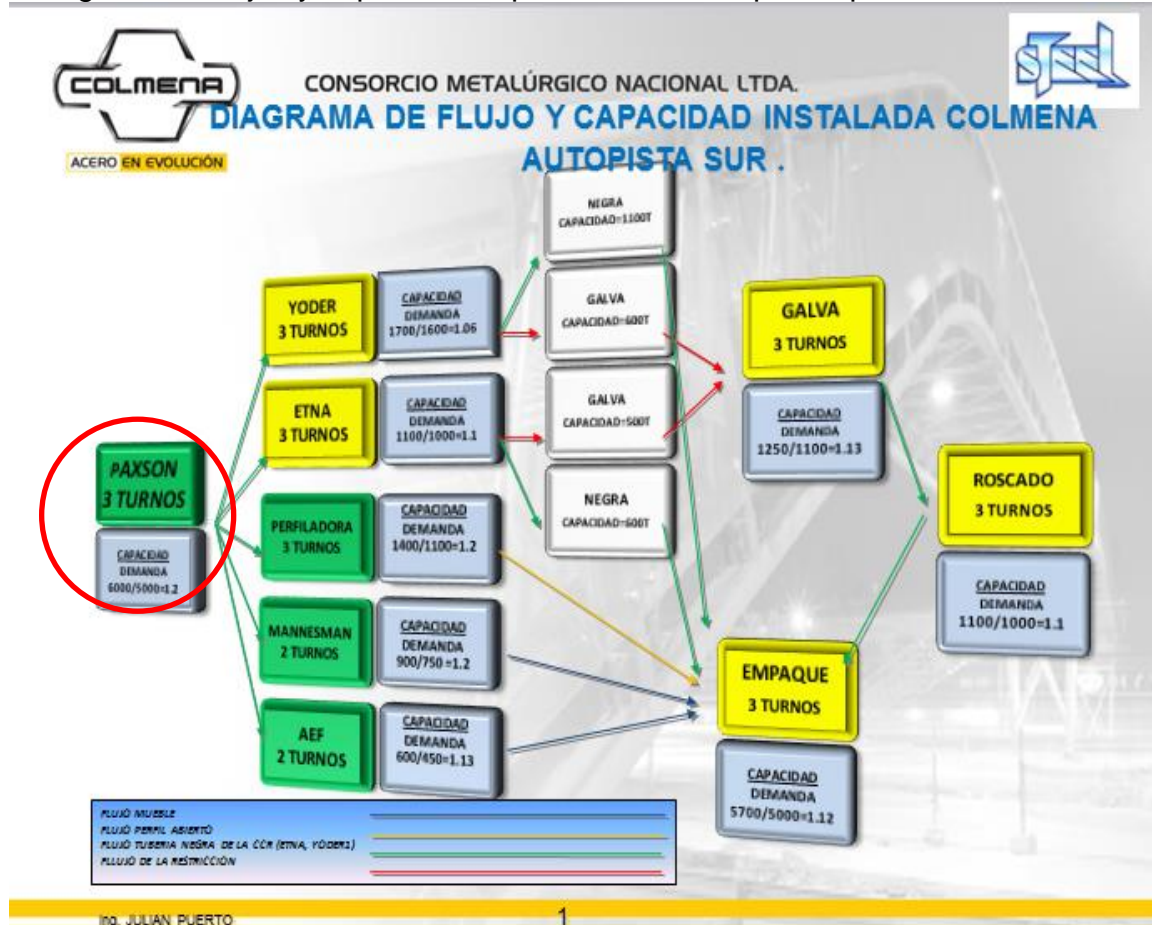 COLMENA
ACERO EN EVOLUCIÓN
STEEL
CONSORCIO METALÚRGICO NACIONAL LTDA.
DIAGRAMA DE FLUJO Y CAPACIDAD INSTALADA COLMENA
AUTOPISTA SUR .
NEGRA
CAPACIDAD=1100T
YODER
3 TURNOS
CAPACIDAD
DEMANDA
1700/1600=1.06
GALVA
CAPACIDAD=600T
GALVA
3 TURNOS
ETNA
3 TURNOS
CAPACIDAD
DEMANDA
1100/1000=1.1
GALVA
CAPACIDAD=500T
CAPACIDAD
DEMANDA
1250/1100=1.13
PAXSON
3 TURNOS
CAPACIDAD
DEMANDA
6000/5000=1.2
PERFILADORA
3 TURNOS
CAPACIDAD
DEMANDA
1400/1100=1.2
NEGRA
CAPACIDAD=600T
ROSCADO
3 TURNOS
CAPACIDAD
DEMANDA
1100/1000=1.1
MANNESMAN
2 TURNOS
CAPACIDAD
DEMANDA
900/750=1.2
EMPAQUE
3 TURNOS
AEF
2 TURNOS
CAPACIDAD
DEMANDA
600/450=1.13
CAPACIDAD
DEMANDA
5700/5000=1.12
FLUJO MUEBLE
FLUJO PERFIL ABIERTO
FLUJO TUBERIA NEGRA DE LA CCR (ETNA, YODER1)
FLUJO DE LA RESTRICCIÓN
Ing. JULIAN PUERTO
1